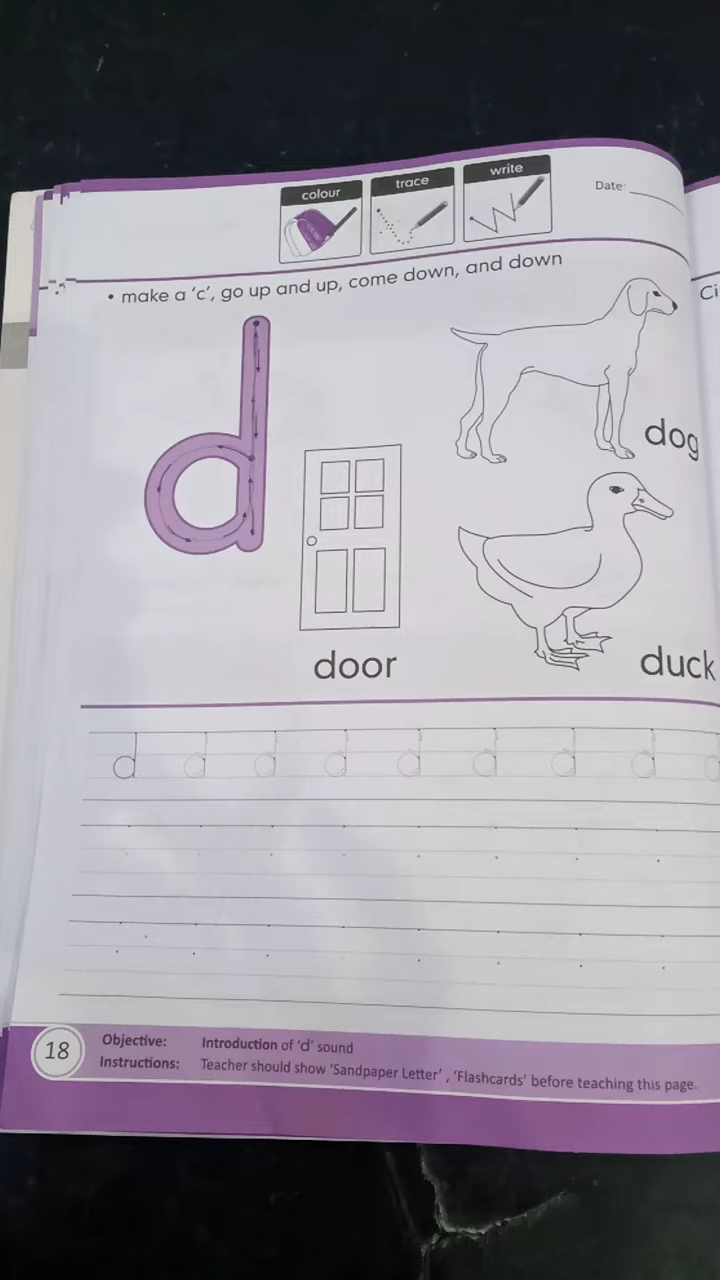 colour
trace
write
Date:
• make a 'c', go up and up, come down, and down
Ci
d
dog
door
duck
d d d d d d d d d
18
Objective: Introduction of 'd' sound
Instructions: Teacher should show 'Sandpaper Letter' , 'Flashcards' before teaching this page.